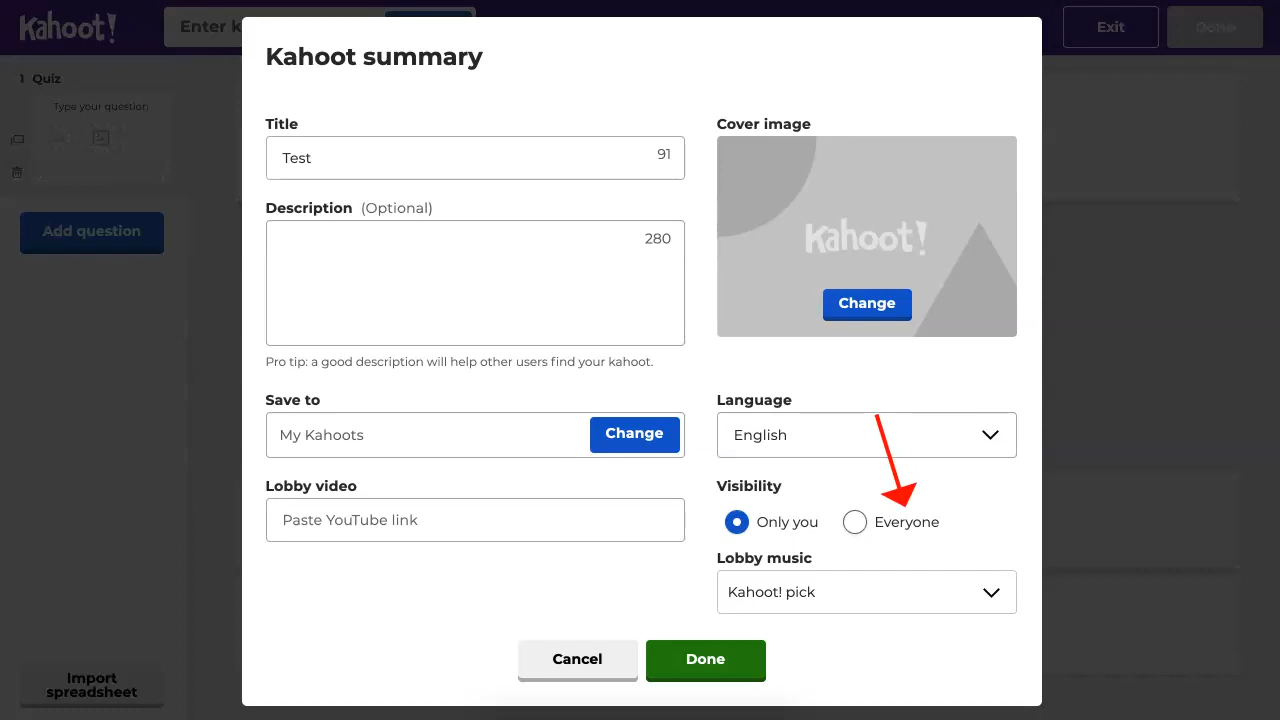 Kahoot!
Enter k
Exit
Done
Kahoot summary
1 Quiz
Type your question
Add question
Import
spreadsheet
Title
Test
91
Description (Optional)
280
Pro tip: a good description will help other users find your kahoot.
Save to
My Kahoots
Change
Lobby video
Paste YouTube link
Cover image
Kahoot!
Change
Language
English
Visibility
Only you
Everyone
Lobby music
Kahoot! pick
Cancel
Done